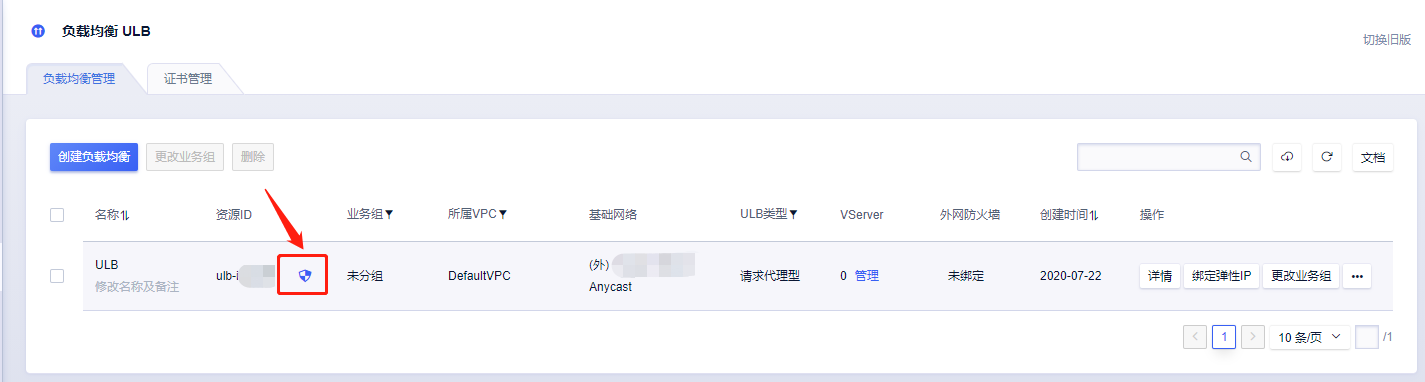 负载均衡 ULB
切换旧版
负载均衡管理 证书管理
创建负载均衡 更改业务组 删除 文档
名称 资源ID 业务组 所属VPC 基础网络 ULB类型 VServer 外网防火墙 创建时间 操作
ULB (外)
ulb-i 未分组 DefaultVPC 请求代理型 0 管理 未绑定 2020-07-22 详情 绑定弹性IP 更改业务组 •••
修改名称及备注 Anycast
1 10 条/页 /1